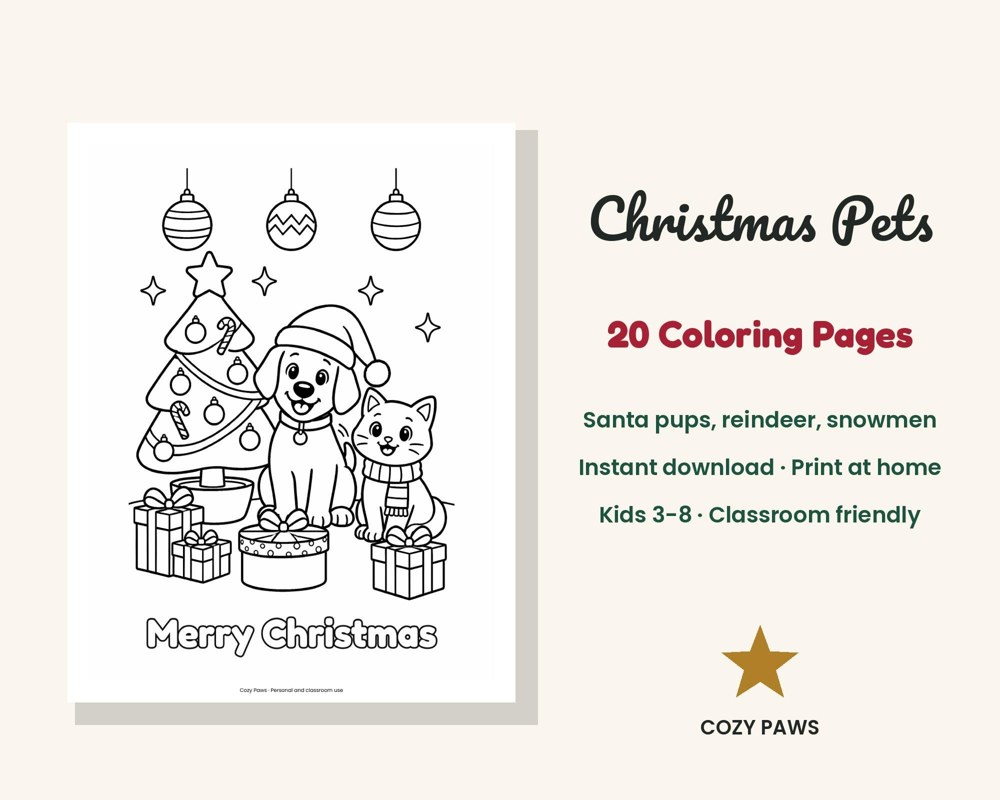 Christmas Pets
20 Coloring Pages
Santa pups, reindeer, snowmen
Instant download · Print at home
Kids 3-8 · Classroom friendly
COZY PAWS
Merry Christmas
Cozy Paws · Personal and classroom use